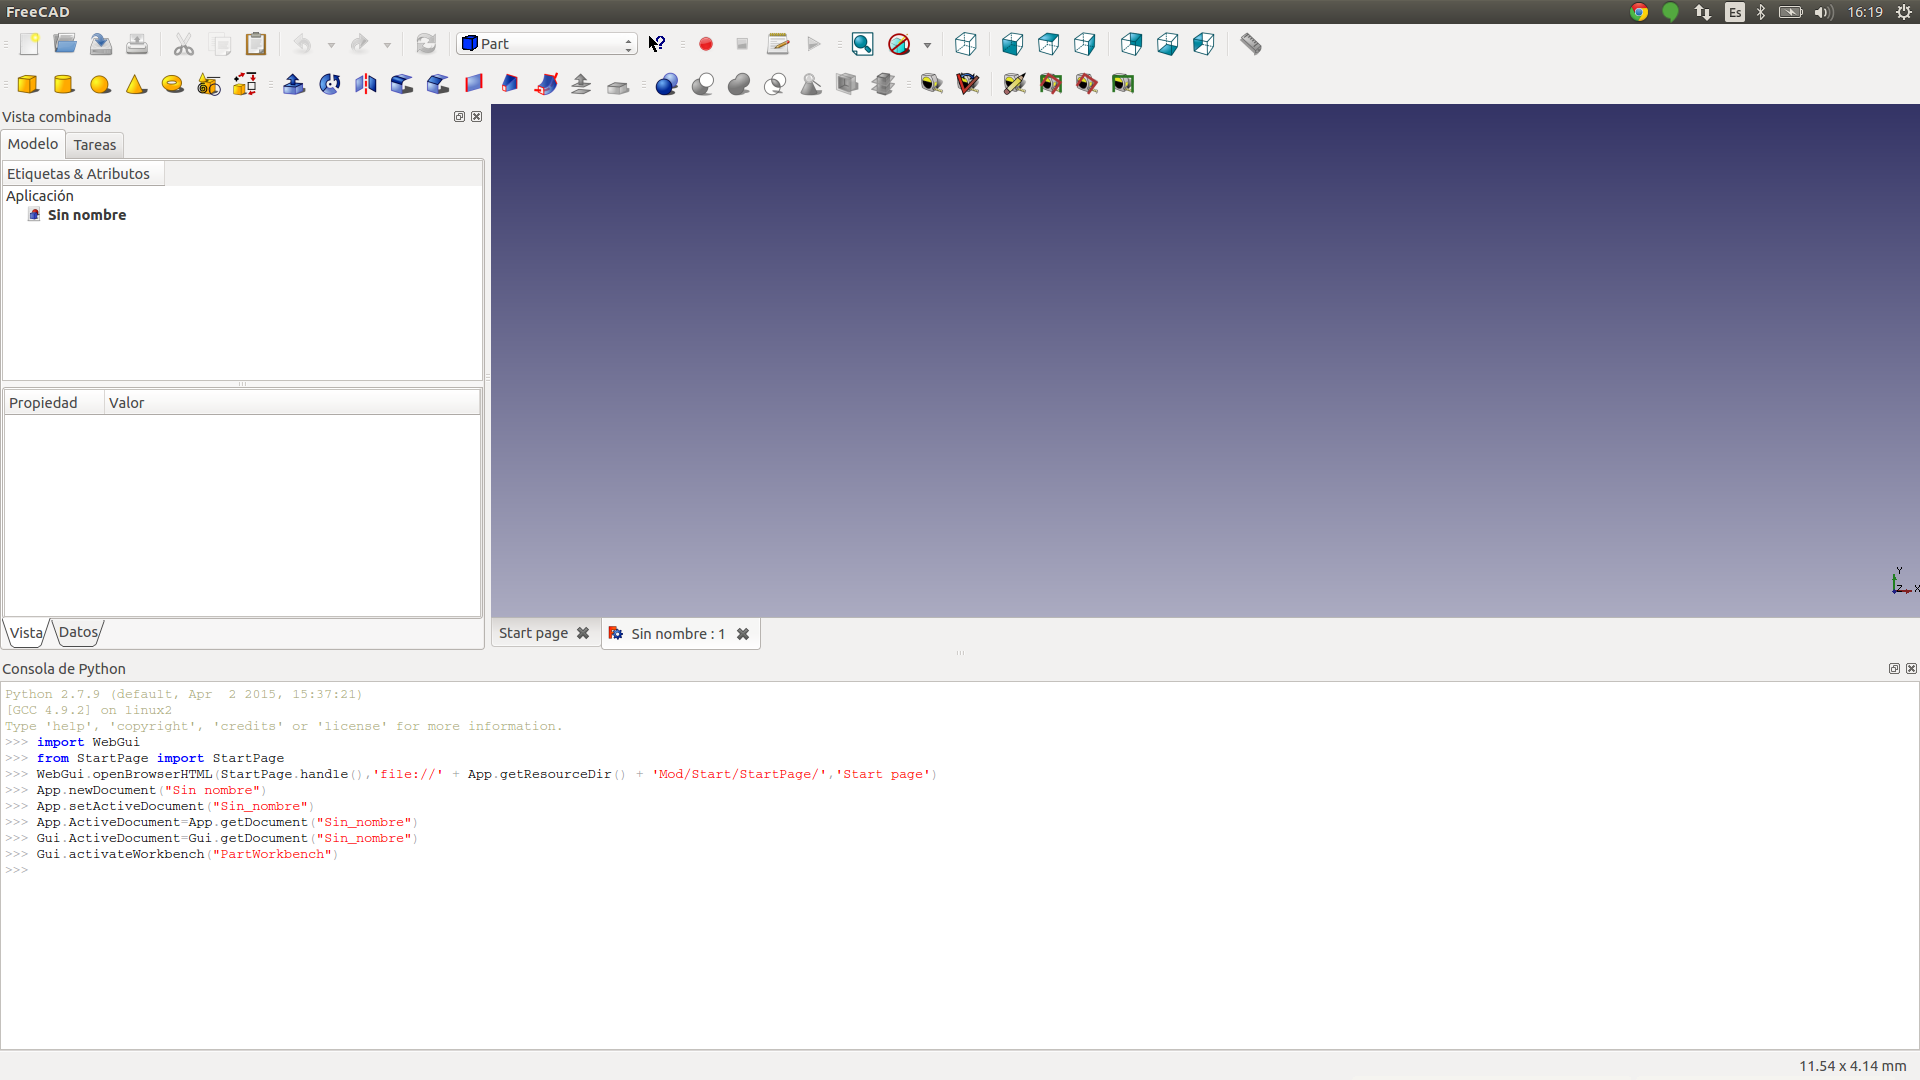 FreeCAD
Es
16:19
Part
Vista combinada
Modelo
Tareas
Etiquetas & Atributos
Aplicación
Sin nombre
Propiedad
Valor
Vista
Datos
Y
Z
X
Start page
Sin nombre : 1
Consola de Python
Python 2.7.9 (default, Apr  2 2015, 15:37:21)
[GCC 4.9.2] on linux2
Type 'help', 'copyright', 'credits' or 'license' for more information.
>>> import WebGui
>>> from StartPage import StartPage
>>> WebGui.openBrowserHTML(StartPage.handle(),'file://' + App.getResourceDir() + 'Mod/Start/StartPage/','Start page')
>>> App.newDocument("Sin nombre")
>>> App.setActiveDocument("Sin_nombre")
>>> App.ActiveDocument=App.getDocument("Sin_nombre")
>>> Gui.ActiveDocument=Gui.getDocument("Sin_nombre")
>>> Gui.activateWorkbench("PartWorkbench")
>>>
11.54 x 4.14 mm